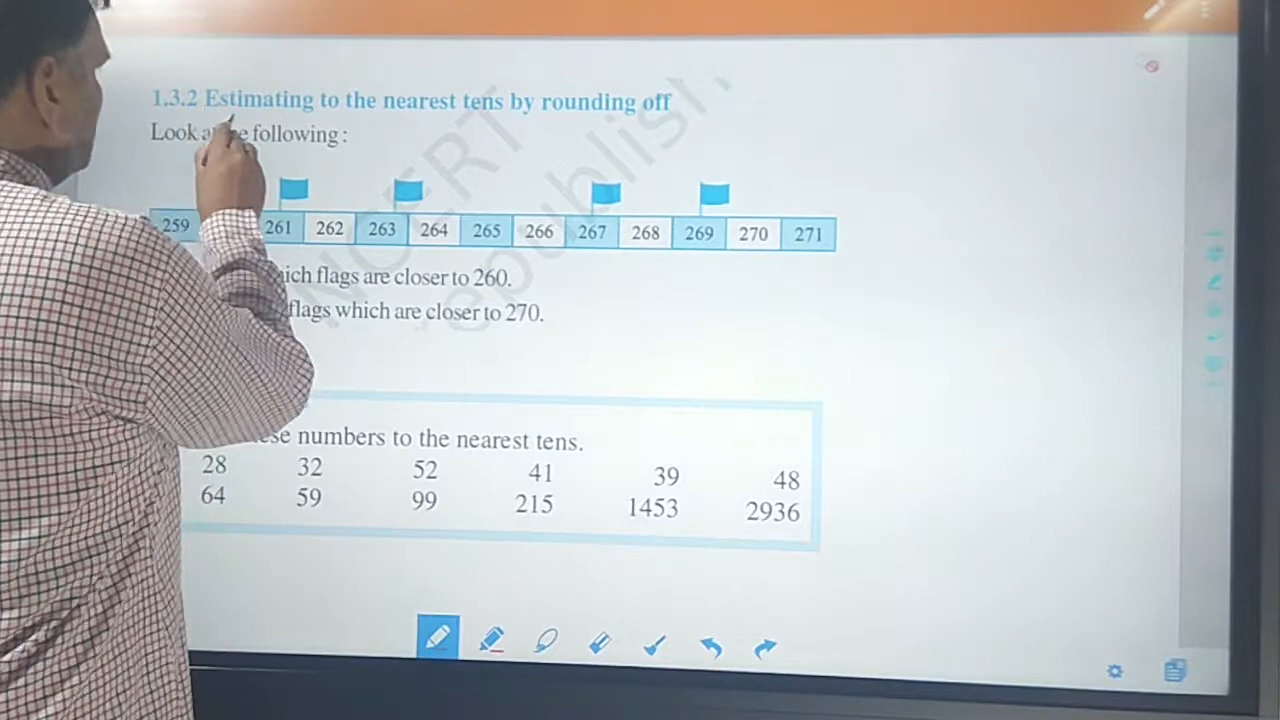 1.3.2 Estimating to the nearest tens by rounding off
Look following :
259 261 262 263 264 265 266 267 268 269 270 271
flags are closer to 260.
flags which are closer to 270.
numbers to the nearest tens.
28 32 52 41 39 48
64 59 99 215 1453 2936
NCERT